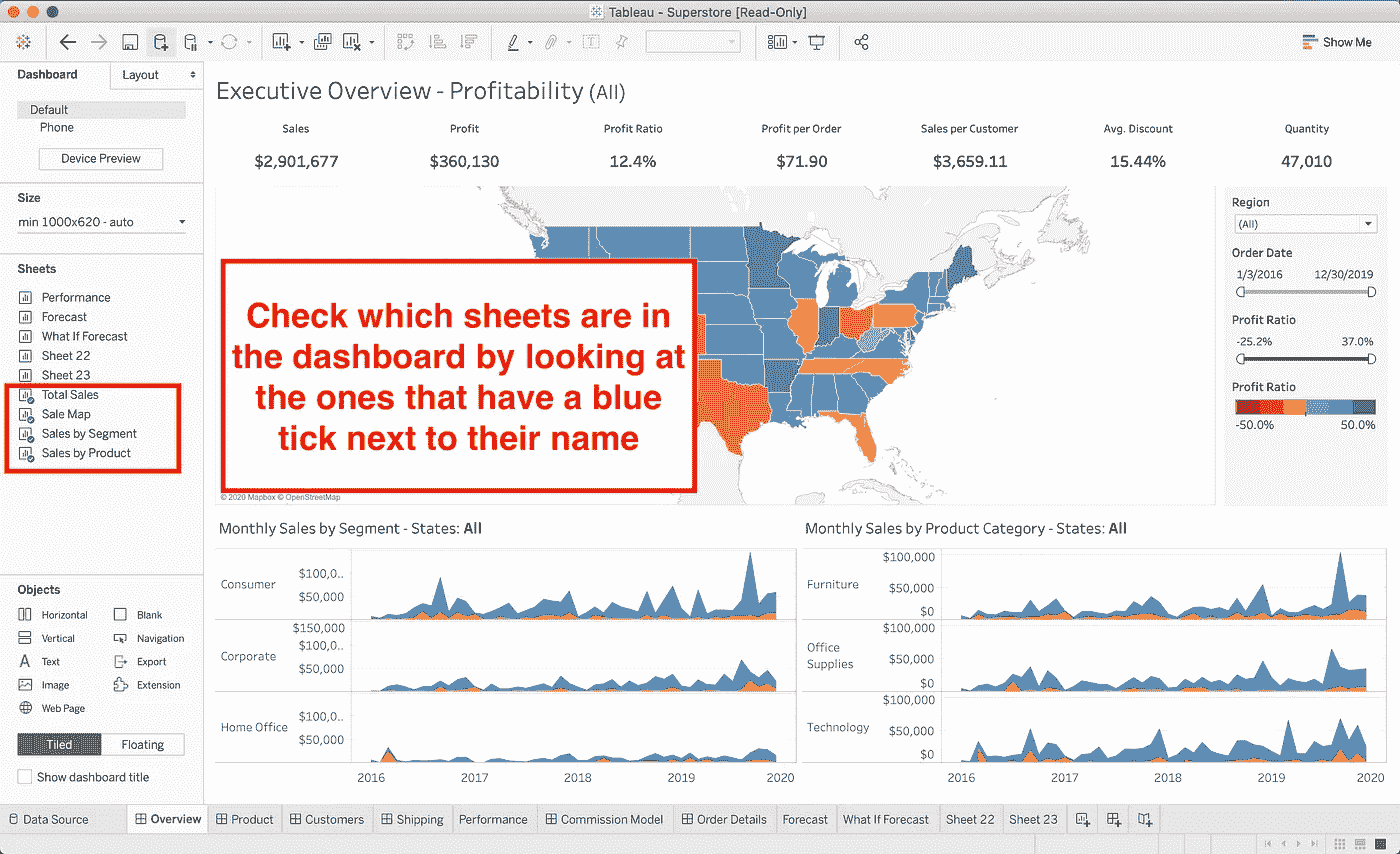 Tableau - Superstore [Read-Only]
Show Me
Dashboard
Layout
Default
Phone
Device Preview
Size
min 1000x620 - auto
Sheets
Performance
Forecast
What If Forecast
Sheet 22
Sheet 23
Total Sales
Sale Map
Sales by Segment
Sales by Product
Objects
Horizontal Blank
Vertical Navigation
Text Export
Image Extension
Web Page
Tiled Floating
Show dashboard title
Executive Overview - Profitability (All)
Sales Profit Profit Ratio Profit per Order Sales per Customer Avg. Discount Quantity
$2,901,677 $360,130 12.4% $71.90 $3,659.11 15.44% 47,010
Check which sheets are in
the dashboard by looking at
the ones that have a blue
tick next to their name
© 2020 Mapbox © OpenStreetMap
Region
(All)
Order Date
1/3/2016 12/30/2019
Profit Ratio
-25.2% 37.0%
Profit Ratio
-50.0% 50.0%
Monthly Sales by Segment - States: All
Consumer
$100,0..
$50,000
Corporate
$150,000
$100,0..
$50,000
Home Office
$100,0..
$50,000
2016 2017 2018 2019 2020
Monthly Sales by Product Category - States: All
Furniture
$100,000
$50,000
$0
Office
Supplies
$100,000
$50,000
$0
Technology
$100,000
$50,000
$0
2016 2017 2018 2019 2020
Data Source Overview Product Customers Shipping Performance Commission Model Order Details Forecast What If Forecast Sheet 22 Sheet 23